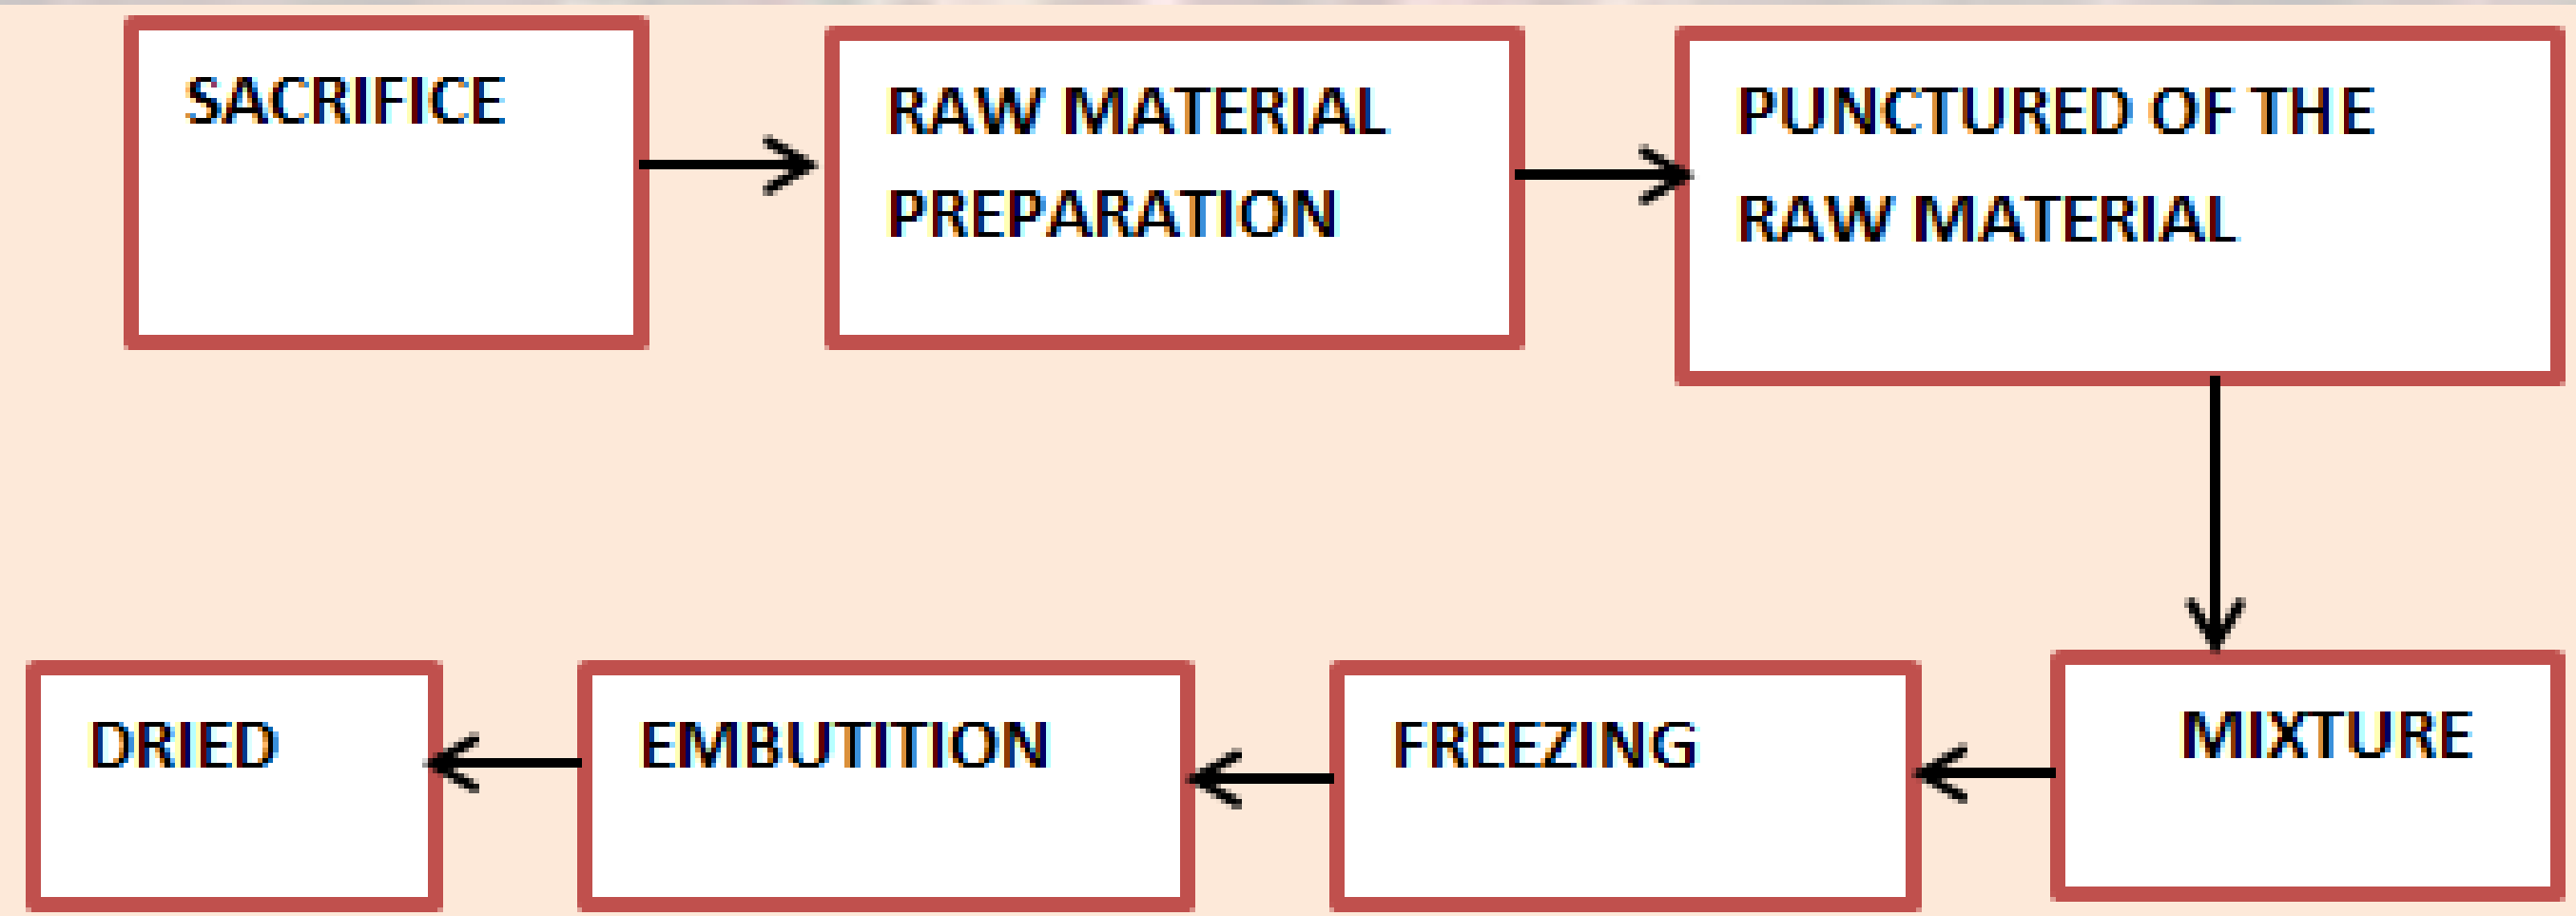 SACRIFICE
RAW MATERIAL
PREPARATION
PUNCTURED OF THE
RAW MATERIAL
MIXTURE
FREEZING
EMBUTITION
DRIED